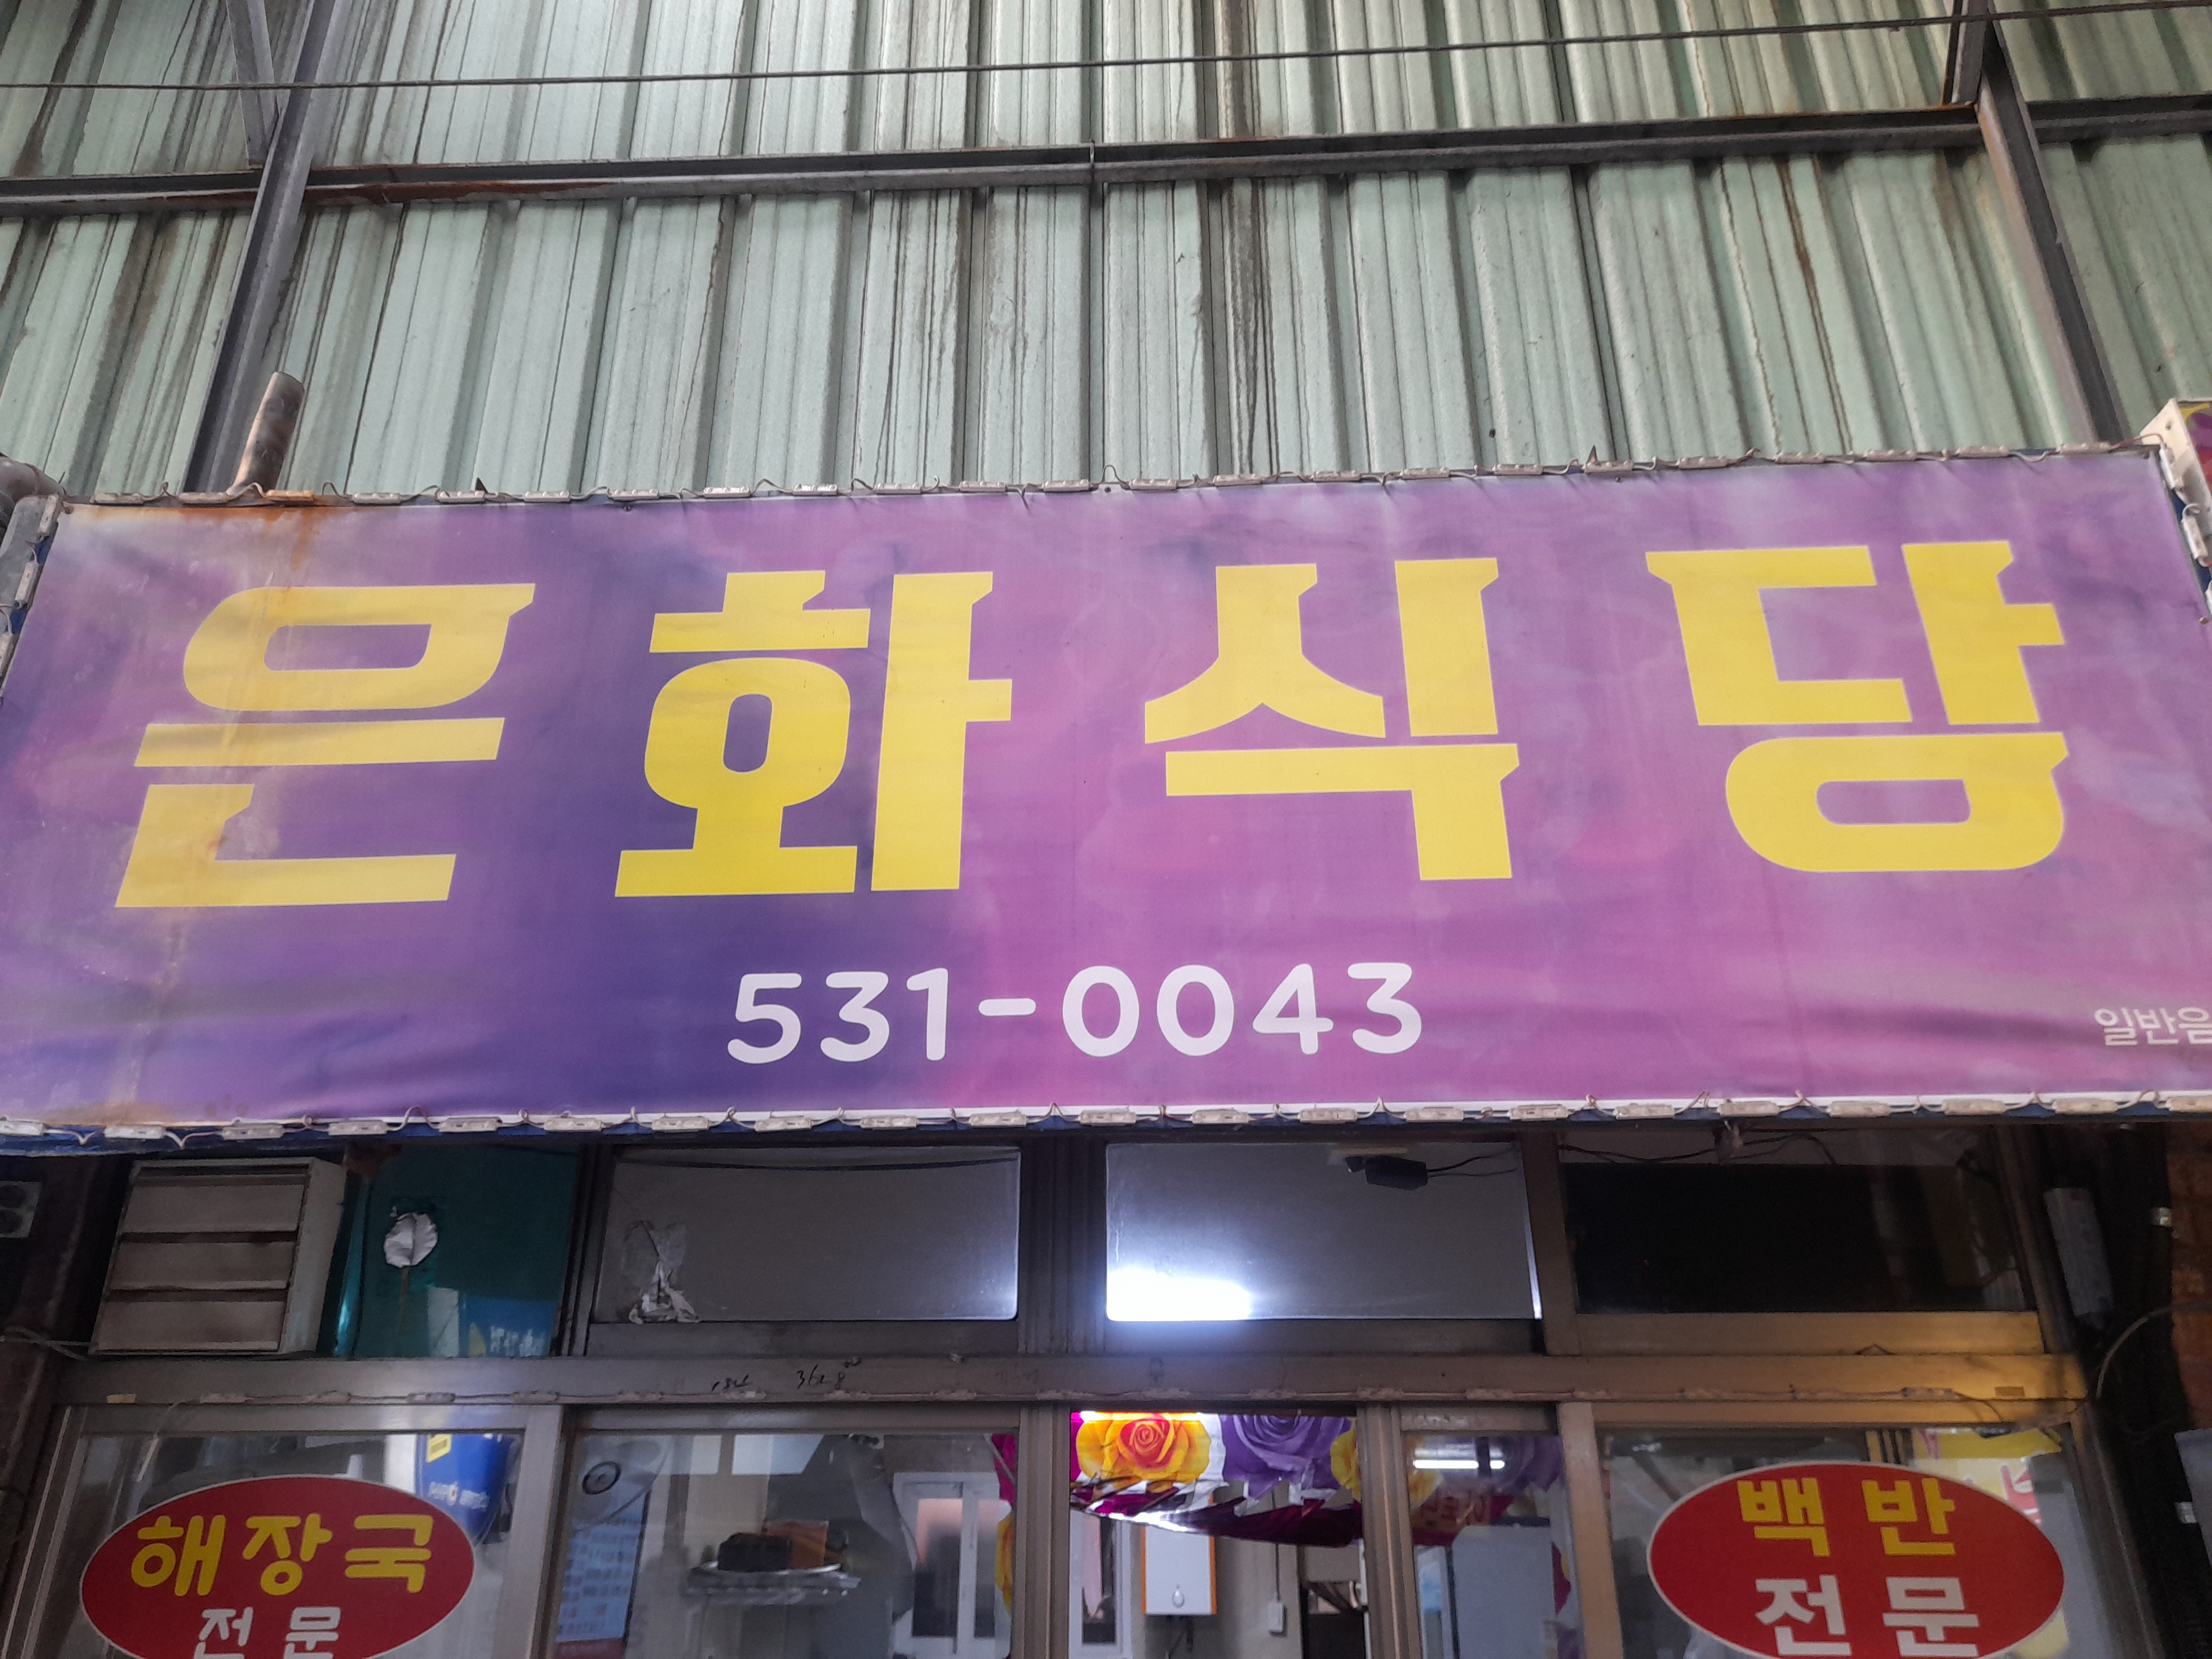 은화식당
531-0043
일반음
해장국
전문
백반
전문